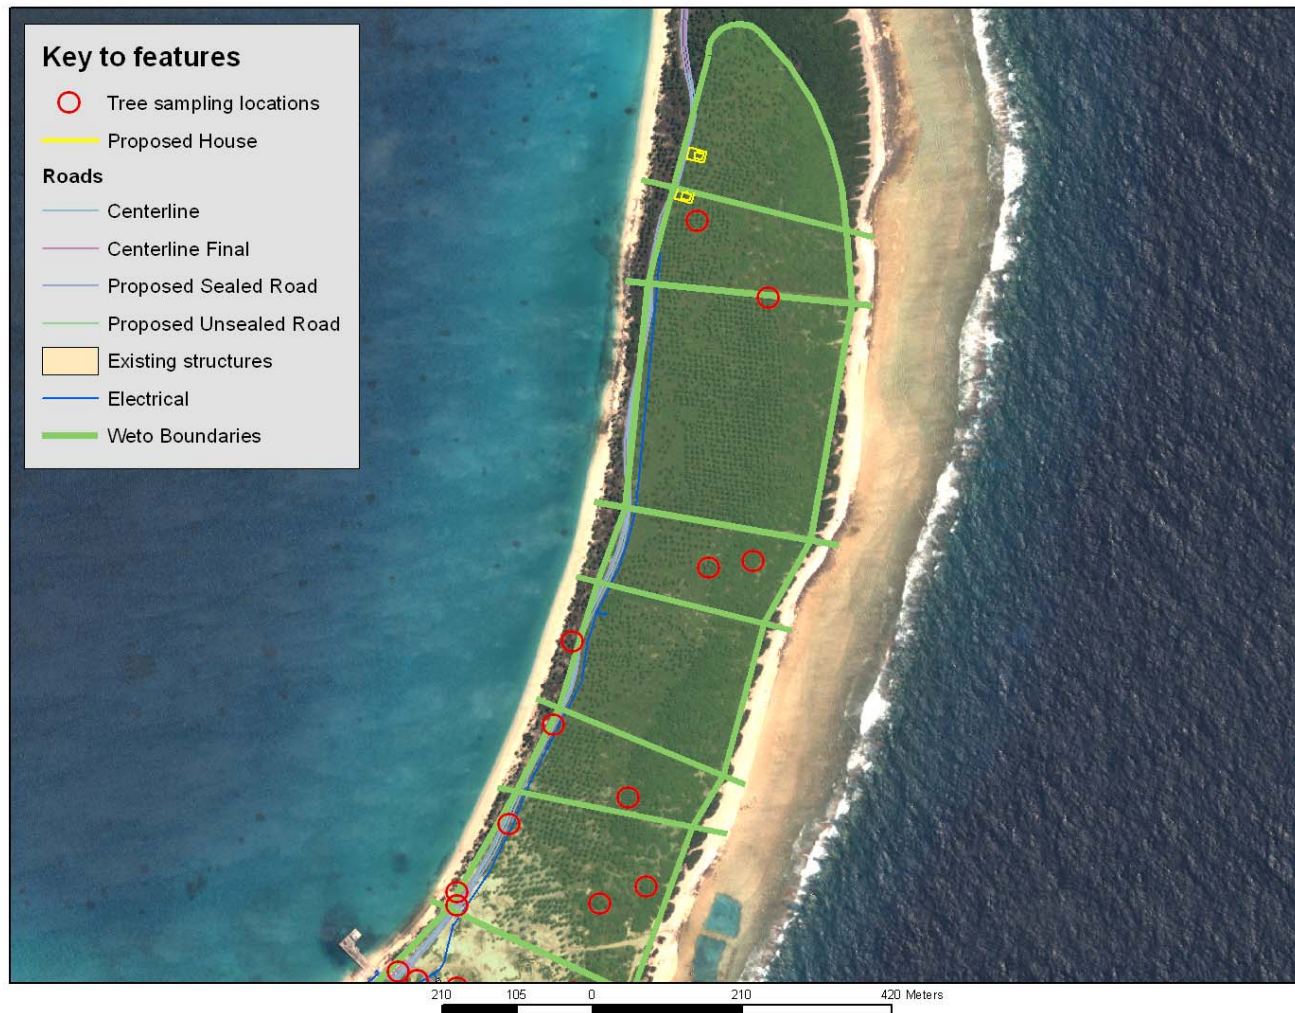 Key to features
Tree sampling locations
Proposed House
Roads
Centerline
Centerline Final
Proposed Sealed Road
Proposed Unsealed Road
Existing structures
Electrical
Weto Boundaries
210 105 0 210 420 Meters